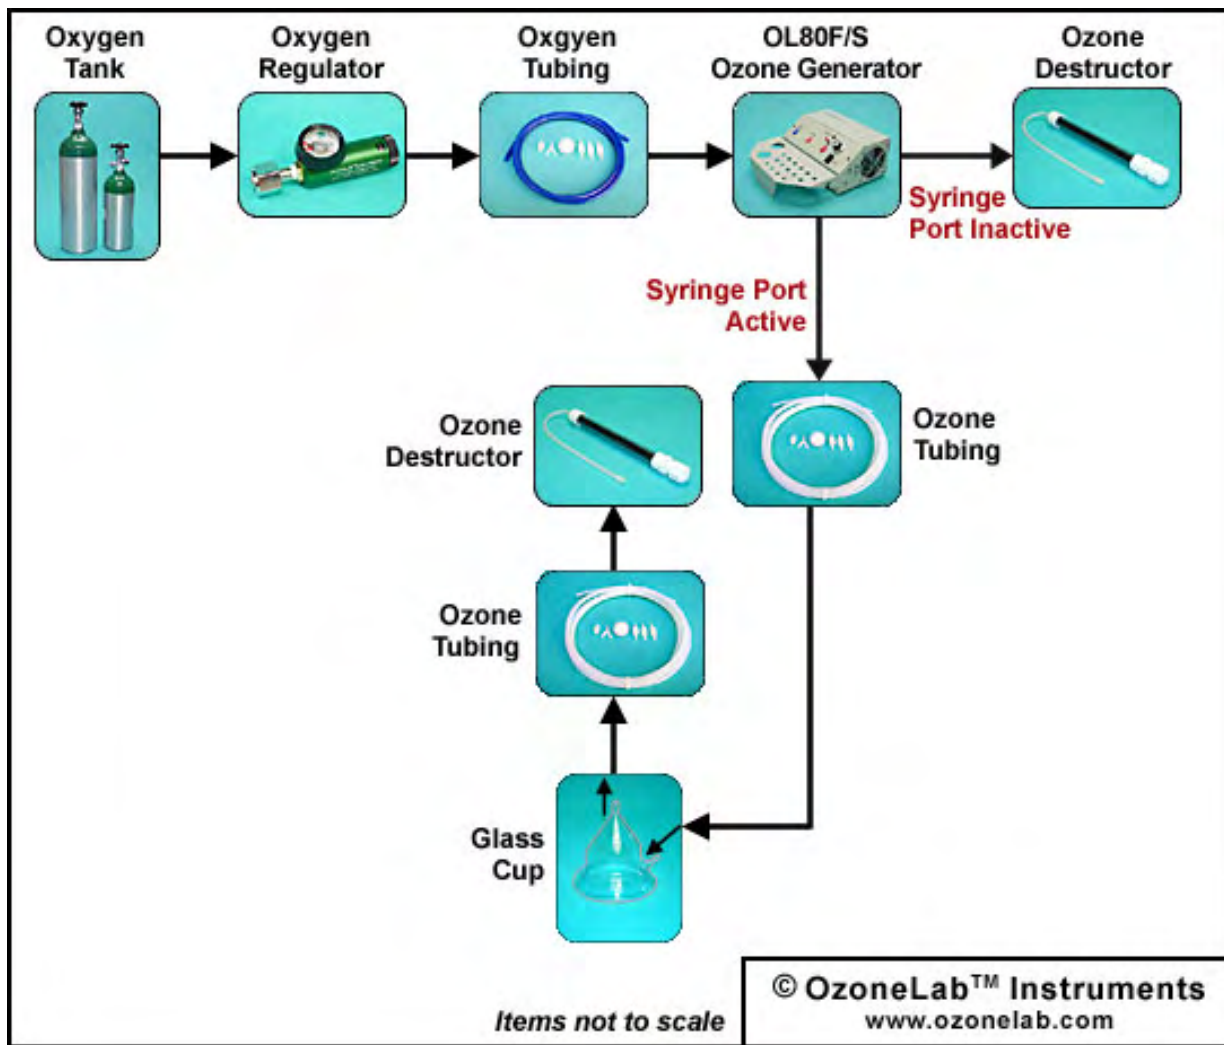 Oxygen
Tank
Oxygen
Regulator
Oxgyen
Tubing
OL80F/S
Ozone Generator
Ozone
Destructor
Syringe
Port Inactive
Syringe Port
Active
Ozone
Destructor
Ozone
Tubing
Ozone
Tubing
Glass
Cup
Items not to scale
© OzoneLab™ Instruments
www.ozonelab.com